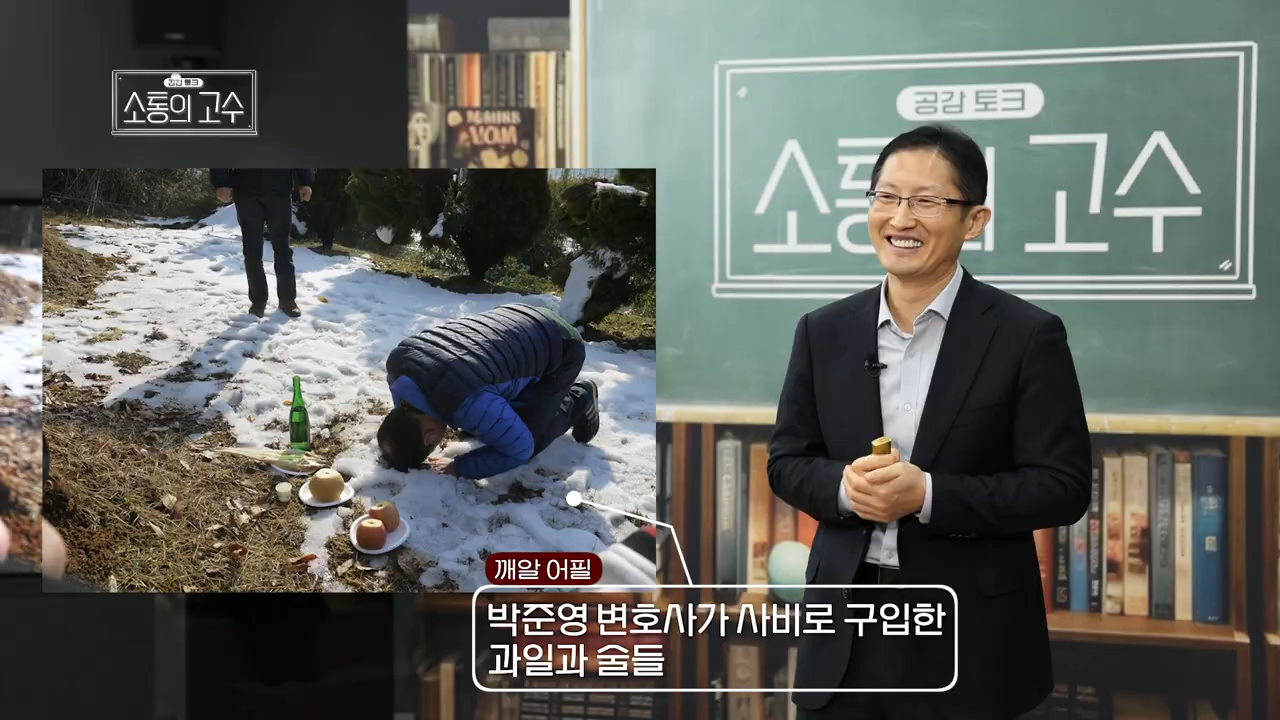 공감 토크
소통의 고수
공감 토크
소통의 고수
깨알 어필
박준영 변호사가 사비로 구입한
과일과 술들